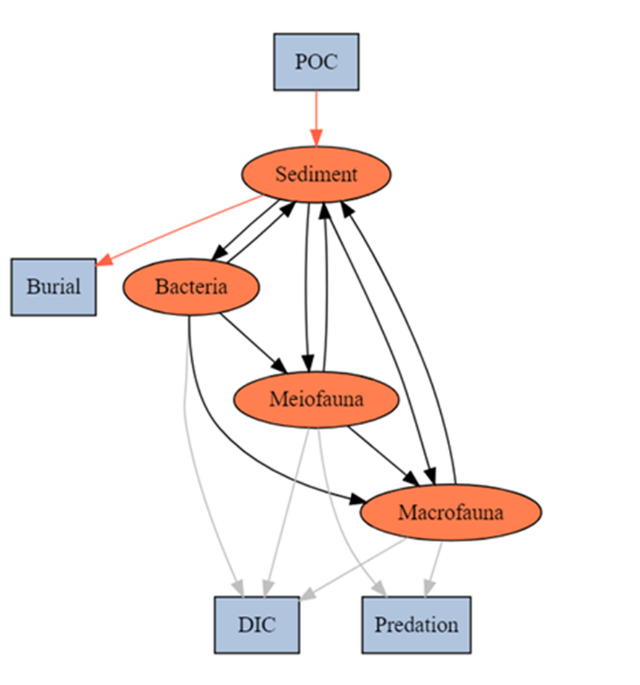 POC
Sediment
Burial
Bacteria
Meiofauna
Macrofauna
DIC
Predation